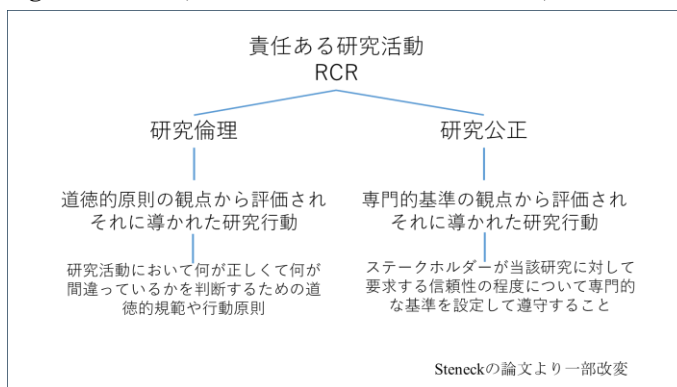 責任ある研究活動
RCR
研究倫理
研究公正
道徳的原則の観点から評価され
それに導かれた研究行動
専門的基準の観点から評価され
それに導かれた研究行動
研究活動において何が正しくて何が
間違っているかを判断するための道
徳的規範や行動原則
ステークホルダーが当該研究に対して
要求する信頼性の程度について専門的
な基準を設定して遵守すること
Steneckの論文より一部改変